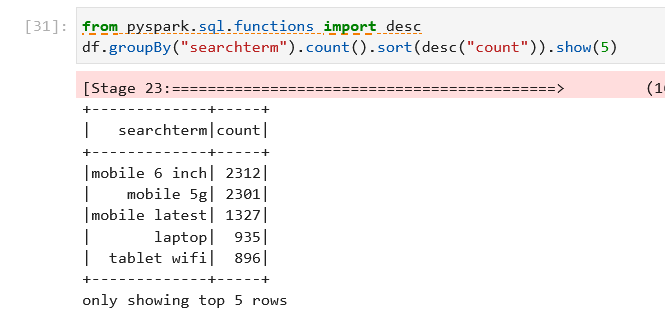 [31]: from pyspark.sql.functions import desc
df.groupBy("searchterm").count().sort(desc("count")).show(5)
[Stage 23:=============================================> (16
+-------------+-----+
|   searchterm|count|
+-------------+-----+
|mobile 6 inch| 2312|
|    mobile 5g| 2301|
|mobile latest| 1327|
|       laptop|  935|
|  tablet wifi|  896|
+-------------+-----+
only showing top 5 rows